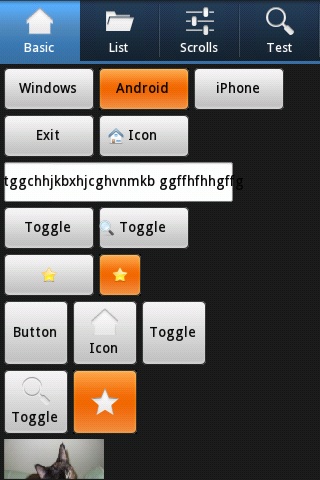 Basic List Scrolls Test
Windows Android iPhone
Exit Icon
tggchhjkbxhjcghvnmkb ggffhfhhgffg
Toggle Toggle
Button Icon Toggle
Toggle